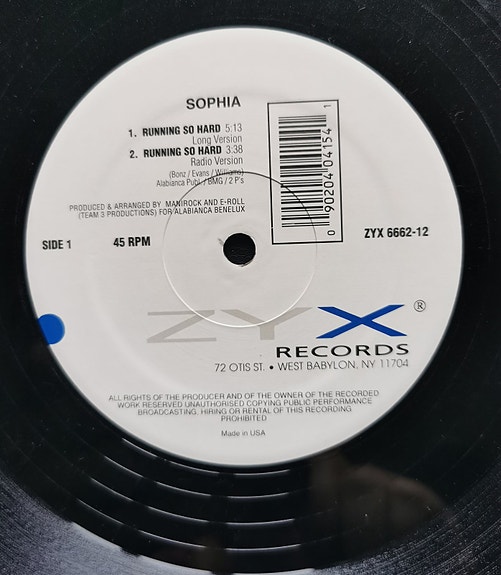 SOPHIA
1. RUNNING SO HARD 5:13
Long Version
2. RUNNING SO HARD 3:38
Radio Version
(Bonz / Evans / Williams)
Alabianca Publ. / BMG / 2 P's
PRODUCED & ARRANGED BY MANIROCK AND E-ROLL
(TEAM 3 PRODUCTIONS) FOR ALABIANCA BENELUX
0 90204 04154 1
SIDE 1 45 RPM ZYX 6662-12
ZYX ®
RECORDS
72 OTIS ST. • WEST BABYLON, NY 11704
ALL RIGHTS OF THE PRODUCER AND OF THE OWNER OF THE RECORDED
WORK RESERVED UNAUTHORISED COPYING PUBLIC PERFORMANCE
BROADCASTING. HIRING OR RENTAL OF THIS RECORDING
PROHIBITED
Made in USA